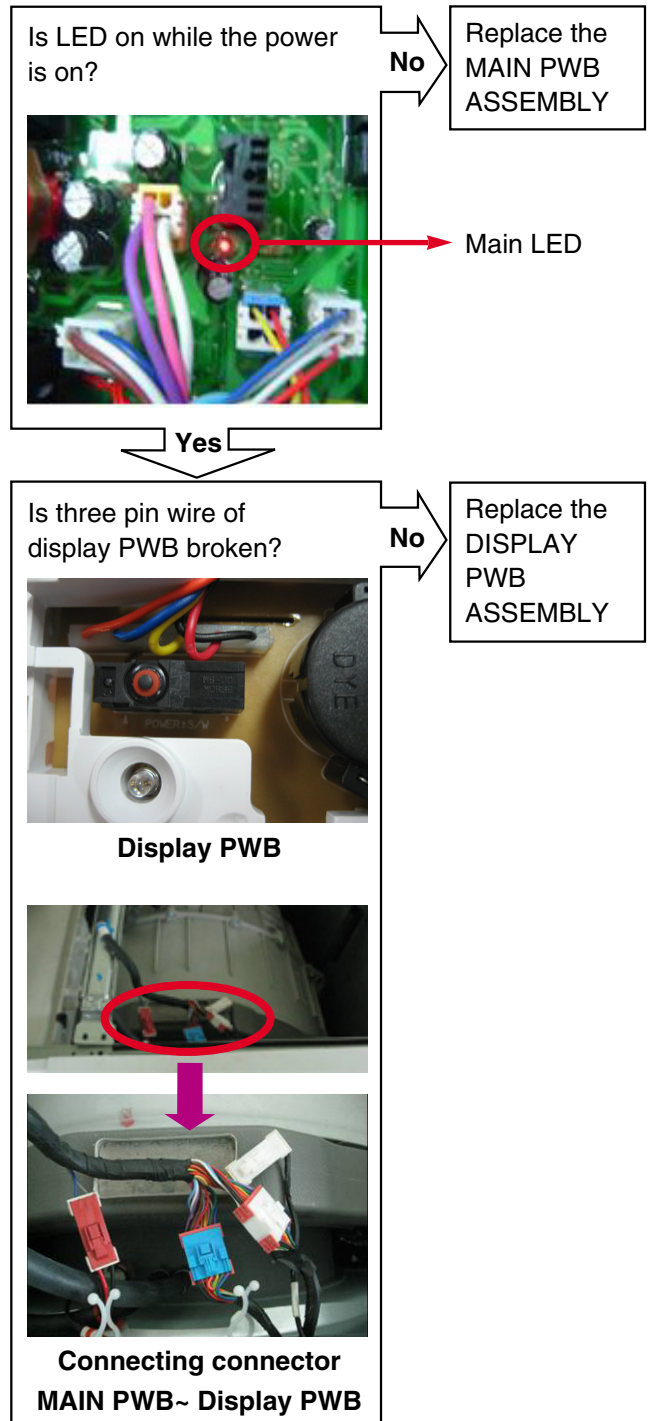 Is LED on while the power
is on?
No
Replace the
MAIN PWB
ASSEMBLY
Main LED
Yes
Is three pin wire of
display PWB broken?
No
Replace the
DISPLAY
PWB
ASSEMBLY
POWER S/W
DYE
Display PWB
Connecting connector
MAIN PWB~ Display PWB